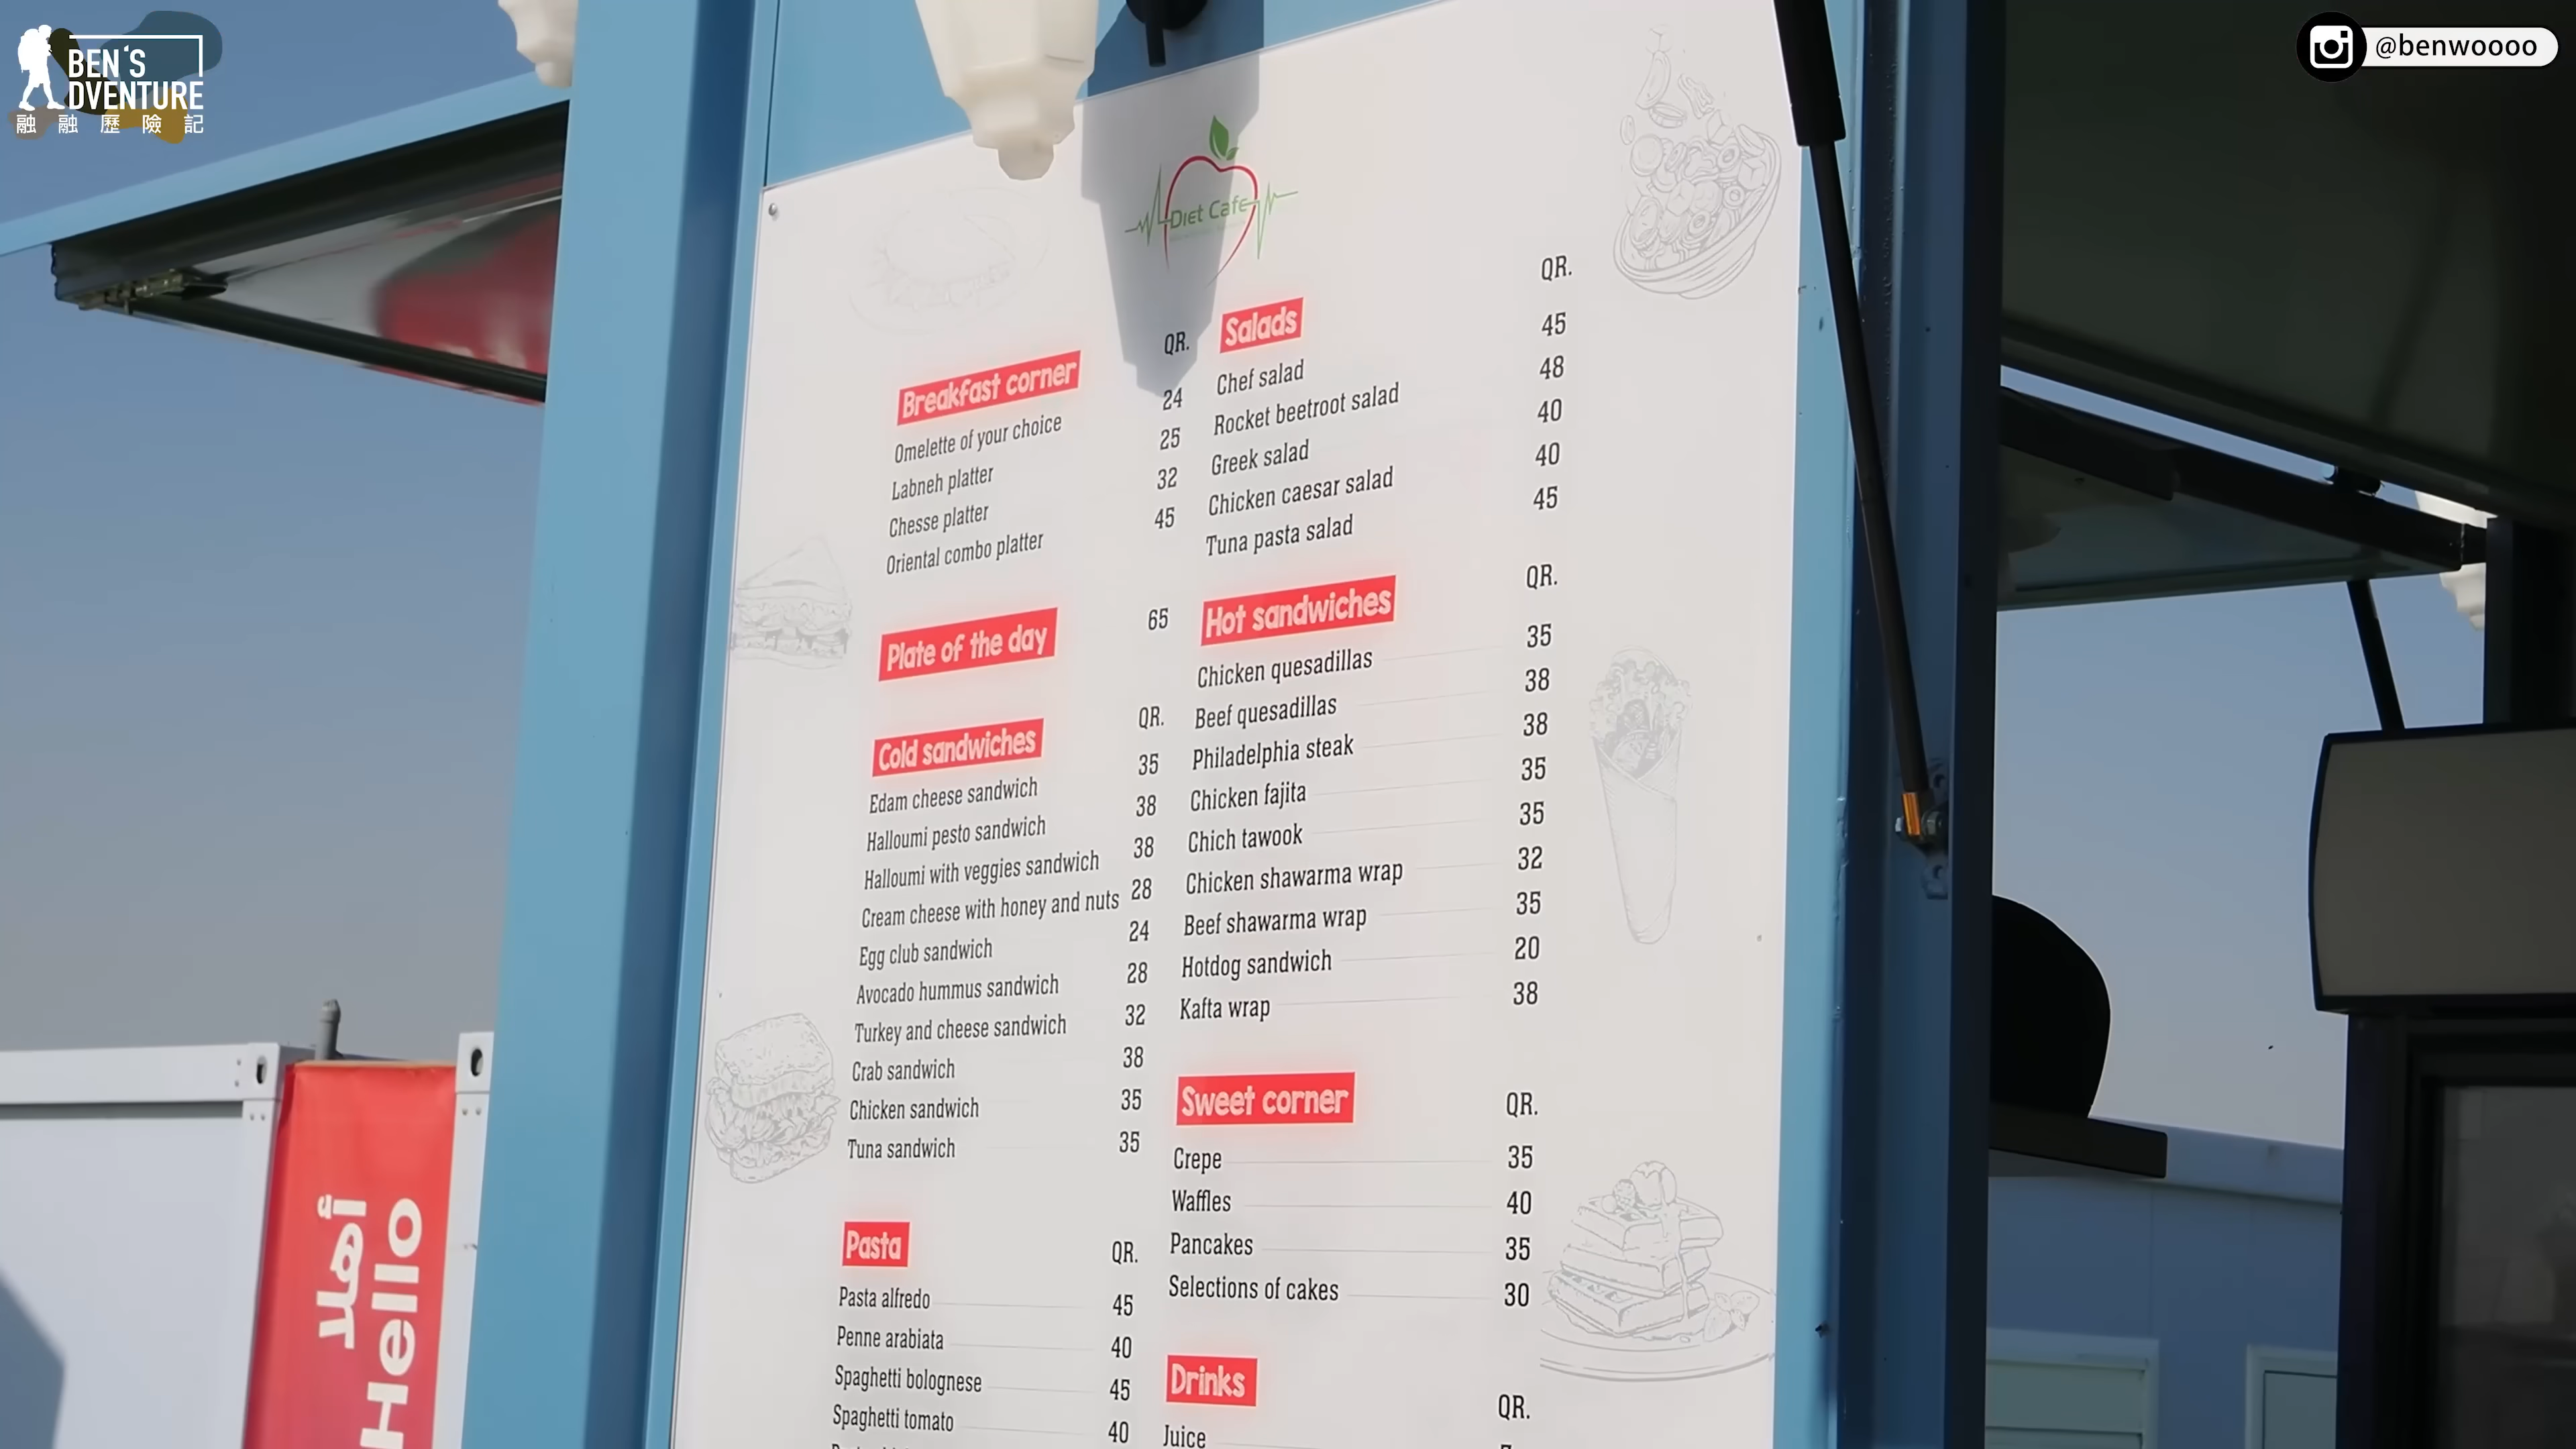 BEN'S
DVENTURE
融融歷險記
@benwoooo
Diet Cafe
QR.
Breakfast corner
Omelette of your choice 24
Labneh platter 25
Chesse platter 32
Oriental combo platter 45
Plate of the day 65
QR.
Cold sandwiches
Edam cheese sandwich 35
Halloumi pesto sandwich 38
Halloumi with veggies sandwich 38
Cream cheese with honey and nuts 28
Egg club sandwich 24
Avocado hummus sandwich 28
Turkey and cheese sandwich 32
Crab sandwich 38
Chicken sandwich 35
Tuna sandwich 35
Pasta
QR.
Pasta alfredo 45
Penne arabiata 40
Spaghetti bolognese 45
Spaghetti tomato 40
QR.
Salads
Chef salad 45
Rocket beetroot salad 48
Greek salad 40
Chicken caesar salad 40
Tuna pasta salad 45
QR.
Hot sandwiches
Chicken quesadillas 35
Beef quesadillas 38
Philadelphia steak 38
Chicken fajita 35
Chich tawook 35
Chicken shawarma wrap 32
Beef shawarma wrap 35
Hotdog sandwich 20
Kafta wrap 38
Sweet corner
QR.
Crepe 35
Waffles 40
Pancakes 35
Selections of cakes 30
Drinks
QR.
Juice
أهلاً
Hello